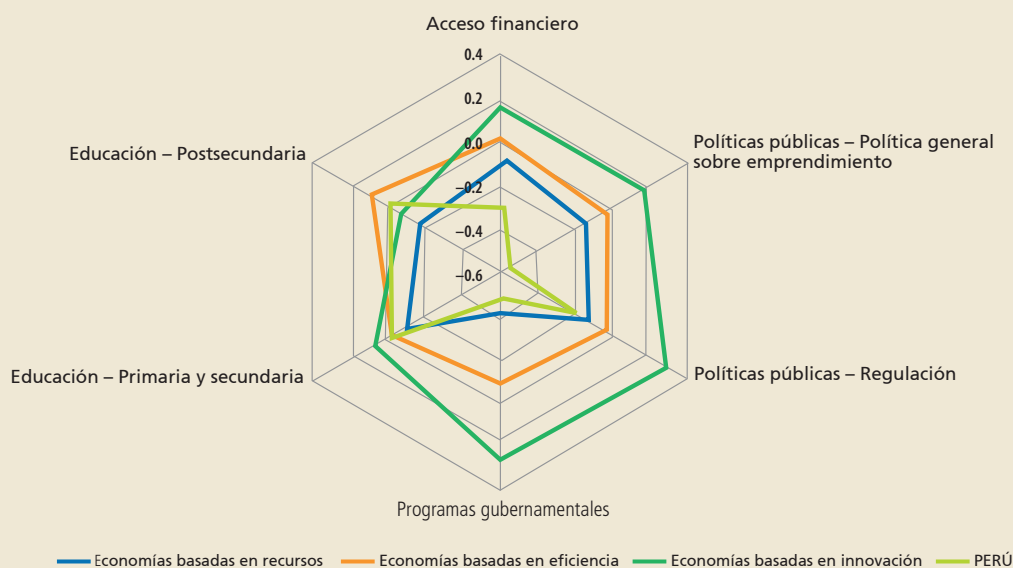 Acceso financiero
0.4
0.2
0.0
–0.2
–0.4
–0.6
Políticas públicas – Política general
sobre emprendimiento
Educación – Postsecundaria
Políticas públicas – Regulación
Educación – Primaria y secundaria
Programas gubernamentales
Economías basadas en recursos
Economías basadas en eficiencia
Economías basadas en innovación
PERÚ